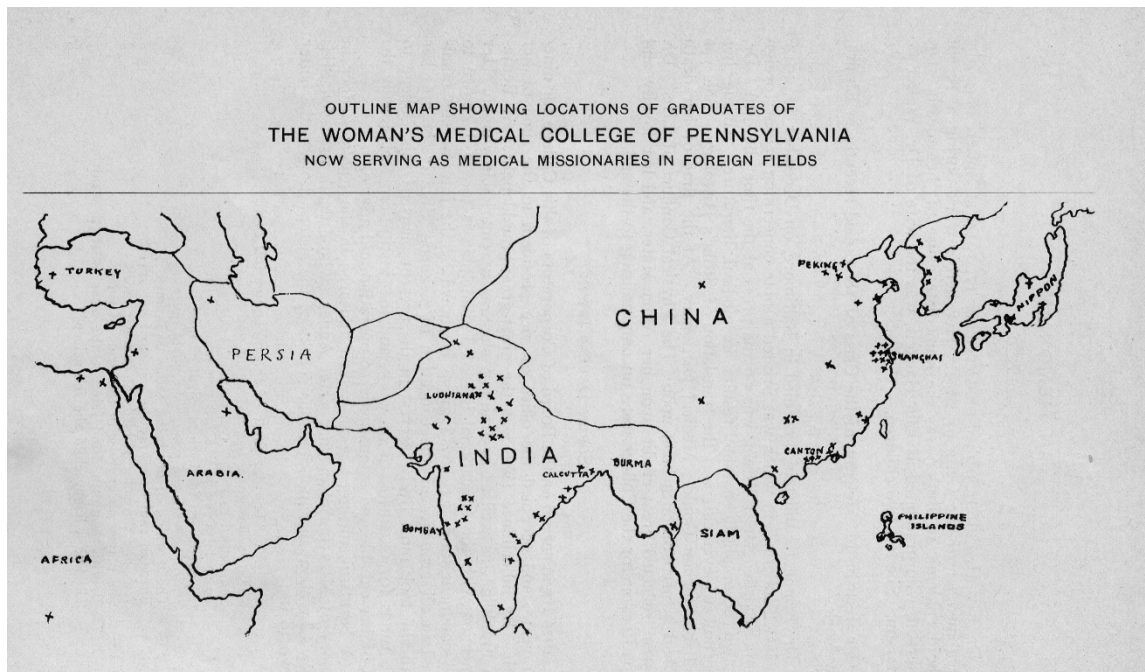 OUTLINE MAP SHOWING LOCATIONS OF GRADUATES OF
THE WOMAN'S MEDICAL COLLEGE OF PENNSYLVANIA
NOW SERVING AS MEDICAL MISSIONARIES IN FOREIGN FIELDS
TURKEY
PEKING
NIPPON
CHINA
PERSIA
SHANGHAI
LUDHIANA
CANTON
INDIA
BURMA
CALCUTTA
ARABIA
PHILIPPINE
ISLANDS
BOMBAY
SIAM
AFRICA